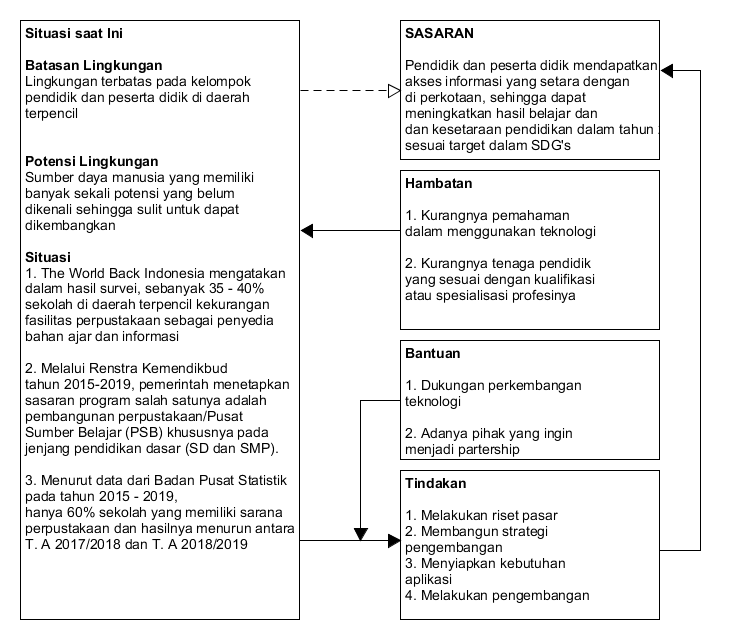 Situasi saat Ini
Batasan Lingkungan
Lingkungan terbatas pada kelompok
pendidik dan peserta didik di daerah
terpencil
Potensi Lingkungan
Sumber daya manusia yang memiliki
banyak sekali potensi yang belum
dikenali sehingga sulit untuk dapat
dikembangkan
Situasi
1. The World Back Indonesia mengatakan
dalam hasil survei, sebanyak 35 - 40%
sekolah di daerah terpencil kekurangan
fasilitas perpustakaan sebagai penyedia
bahan ajar dan informasi
2. Melalui Renstra Kemendikbud
tahun 2015-2019, pemerintah menetapkan
sasaran program salah satunya adalah
pembangunan perpustakaan/Pusat
Sumber Belajar (PSB) khususnya pada
jenjang pendidikan dasar (SD dan SMP).
3. Menurut data dari Badan Pusat Statistik
pada tahun 2015 - 2019,
hanya 60% sekolah yang memiliki sarana
perpustakaan dan hasilnya menurun antara
T. A 2017/2018 dan T. A 2018/2019
SASARAN
Pendidik dan peserta didik mendapatkan
akses informasi yang setara dengan
di perkotaan, sehingga dapat
meningkatkan hasil belajar dan
dan kesetaraan pendidikan dalam tahun
sesuai target dalam SDG's
Hambatan
1. Kurangnya pemahaman
dalam menggunakan teknologi
2. Kurangnya tenaga pendidik
yang sesuai dengan kualifikasi
atau spesialisasi profesinya
Bantuan
1. Dukungan perkembangan
teknologi
2. Adanya pihak yang ingin
menjadi partership
Tindakan
1. Melakukan riset pasar
2. Membangun strategi
pengembangan
3. Menyiapkan kebutuhan
aplikasi
4. Melakukan pengembangan